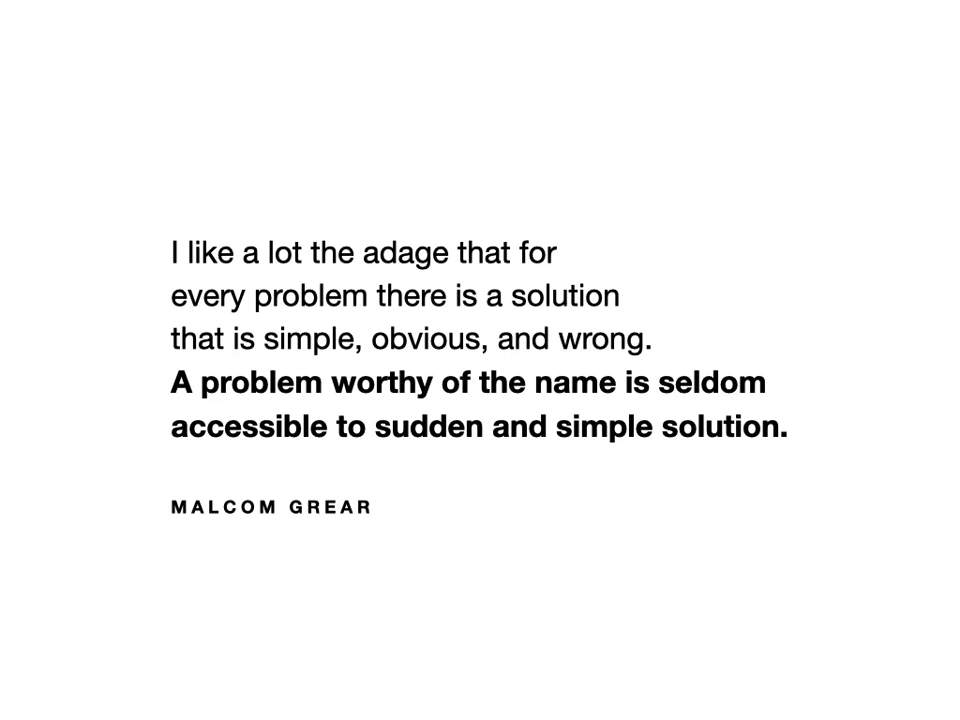 I like a lot the adage that for
every problem there is a solution
that is simple, obvious, and wrong.
A problem worthy of the name is seldom
accessible to sudden and simple solution.
MALCOM GREAR